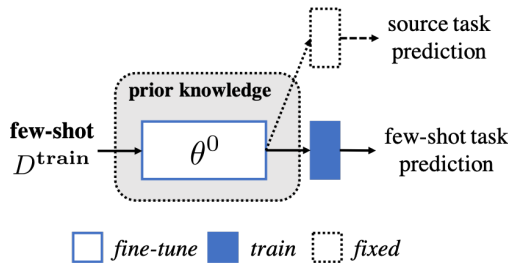 source task
prediction
prior knowledge
few-shot
D^train
θ^0
few-shot task
prediction
fine-tune
train
fixed